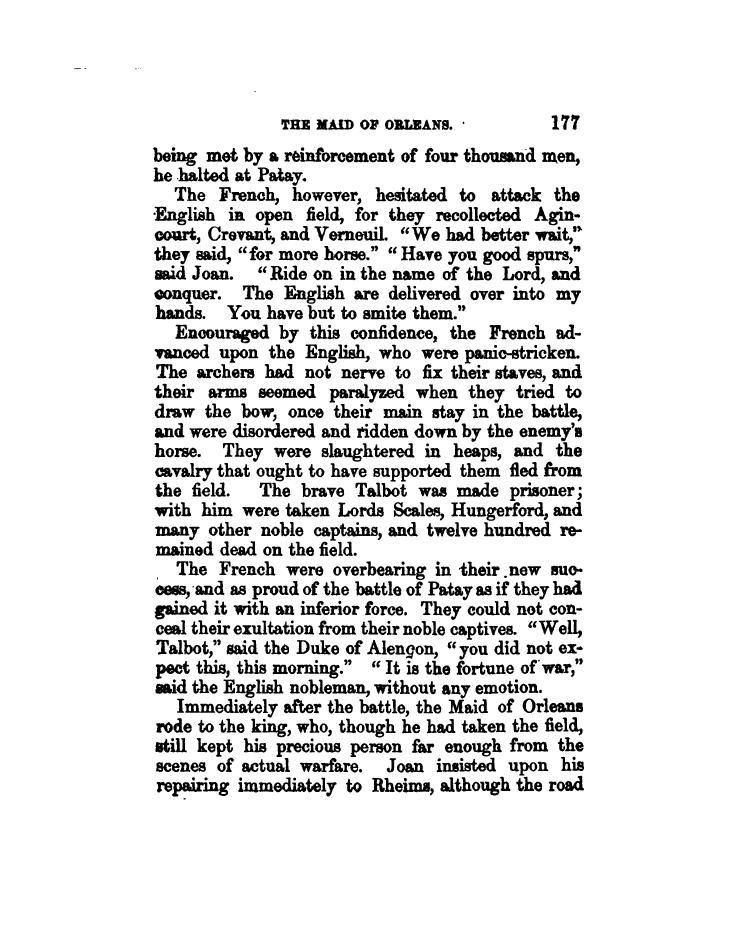 THE MAID OF ORLEANS. 177
being met by a reinforcement of four thousand men,
he halted at Patay.
The French, however, hesitated to attack the
English in open field, for they recollected Agin-
court, Crevant, and Verneuil. “We had better wait,”
they said, “for more horse.” “Have you good spurs,”
said Joan. “Ride on in the name of the Lord, and
conquer. The English are delivered over into my
hands. You have but to smite them.”
Encouraged by this confidence, the French ad-
vanced upon the English, who were panic-stricken.
The archers had not nerve to fix their staves, and
their arms seemed paralyzed when they tried to
draw the bow, once their main stay in the battle,
and were disordered and ridden down by the enemy's
horse. They were slaughtered in heaps, and the
cavalry that ought to have supported them fled from
the field. The brave Talbot was made prisoner;
with him were taken Lords Scales, Hungerford, and
many other noble captains, and twelve hundred re-
mained dead on the field.
The French were overbearing in their new suc-
cess, and as proud of the battle of Patay as if they had
gained it with an inferior force. They could not con-
ceal their exultation from their noble captives. “Well,
Talbot,” said the Duke of Alençon, “you did not ex-
pect this, this morning.” “It is the fortune of war,”
said the English nobleman, without any emotion.
Immediately after the battle, the Maid of Orleans
rode to the king, who, though he had taken the field,
still kept his precious person far enough from the
scenes of actual warfare. Joan insisted upon his
repairing immediately to Rheims, although the road